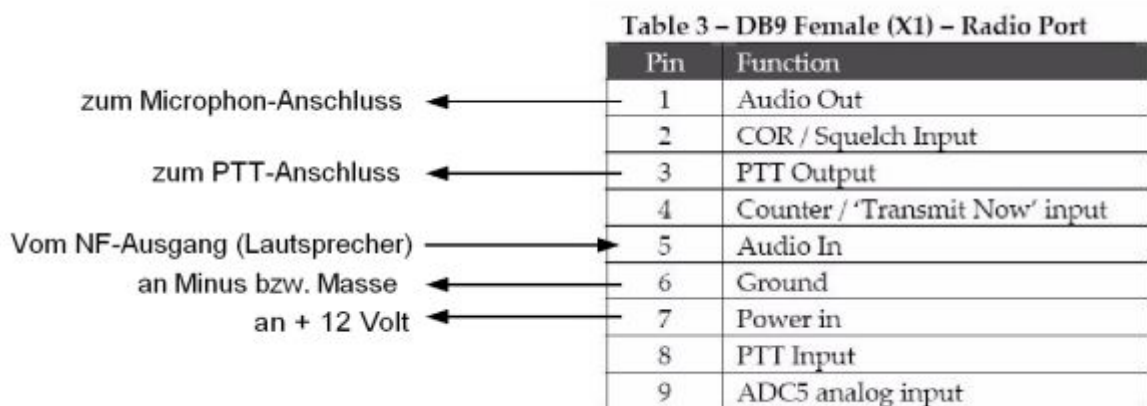 Table 3 – DB9 Female (X1) – Radio Port
Pin Function
zum Microphon-Anschluss 1 Audio Out
2 COR / Squelch Input
zum PTT-Anschluss 3 PTT Output
4 Counter / 'Transmit Now' input
Vom NF-Ausgang (Lautsprecher) 5 Audio In
an Minus bzw. Masse 6 Ground
an + 12 Volt 7 Power in
8 PTT Input
9 ADC5 analog input